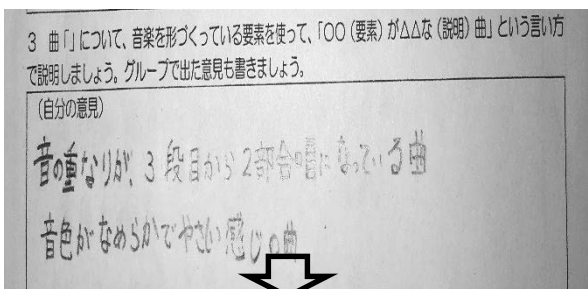 3 曲「」について、音楽を形づくっている要素を使って、「〇〇（要素）が△△な（説明）曲」という言い方
で説明しましょう。グループで出た意見も書きましょう。
（自分の意見）
音の重なりが、3段目から2部合唱になっている曲
音色がなめらかでやさしい感じの曲